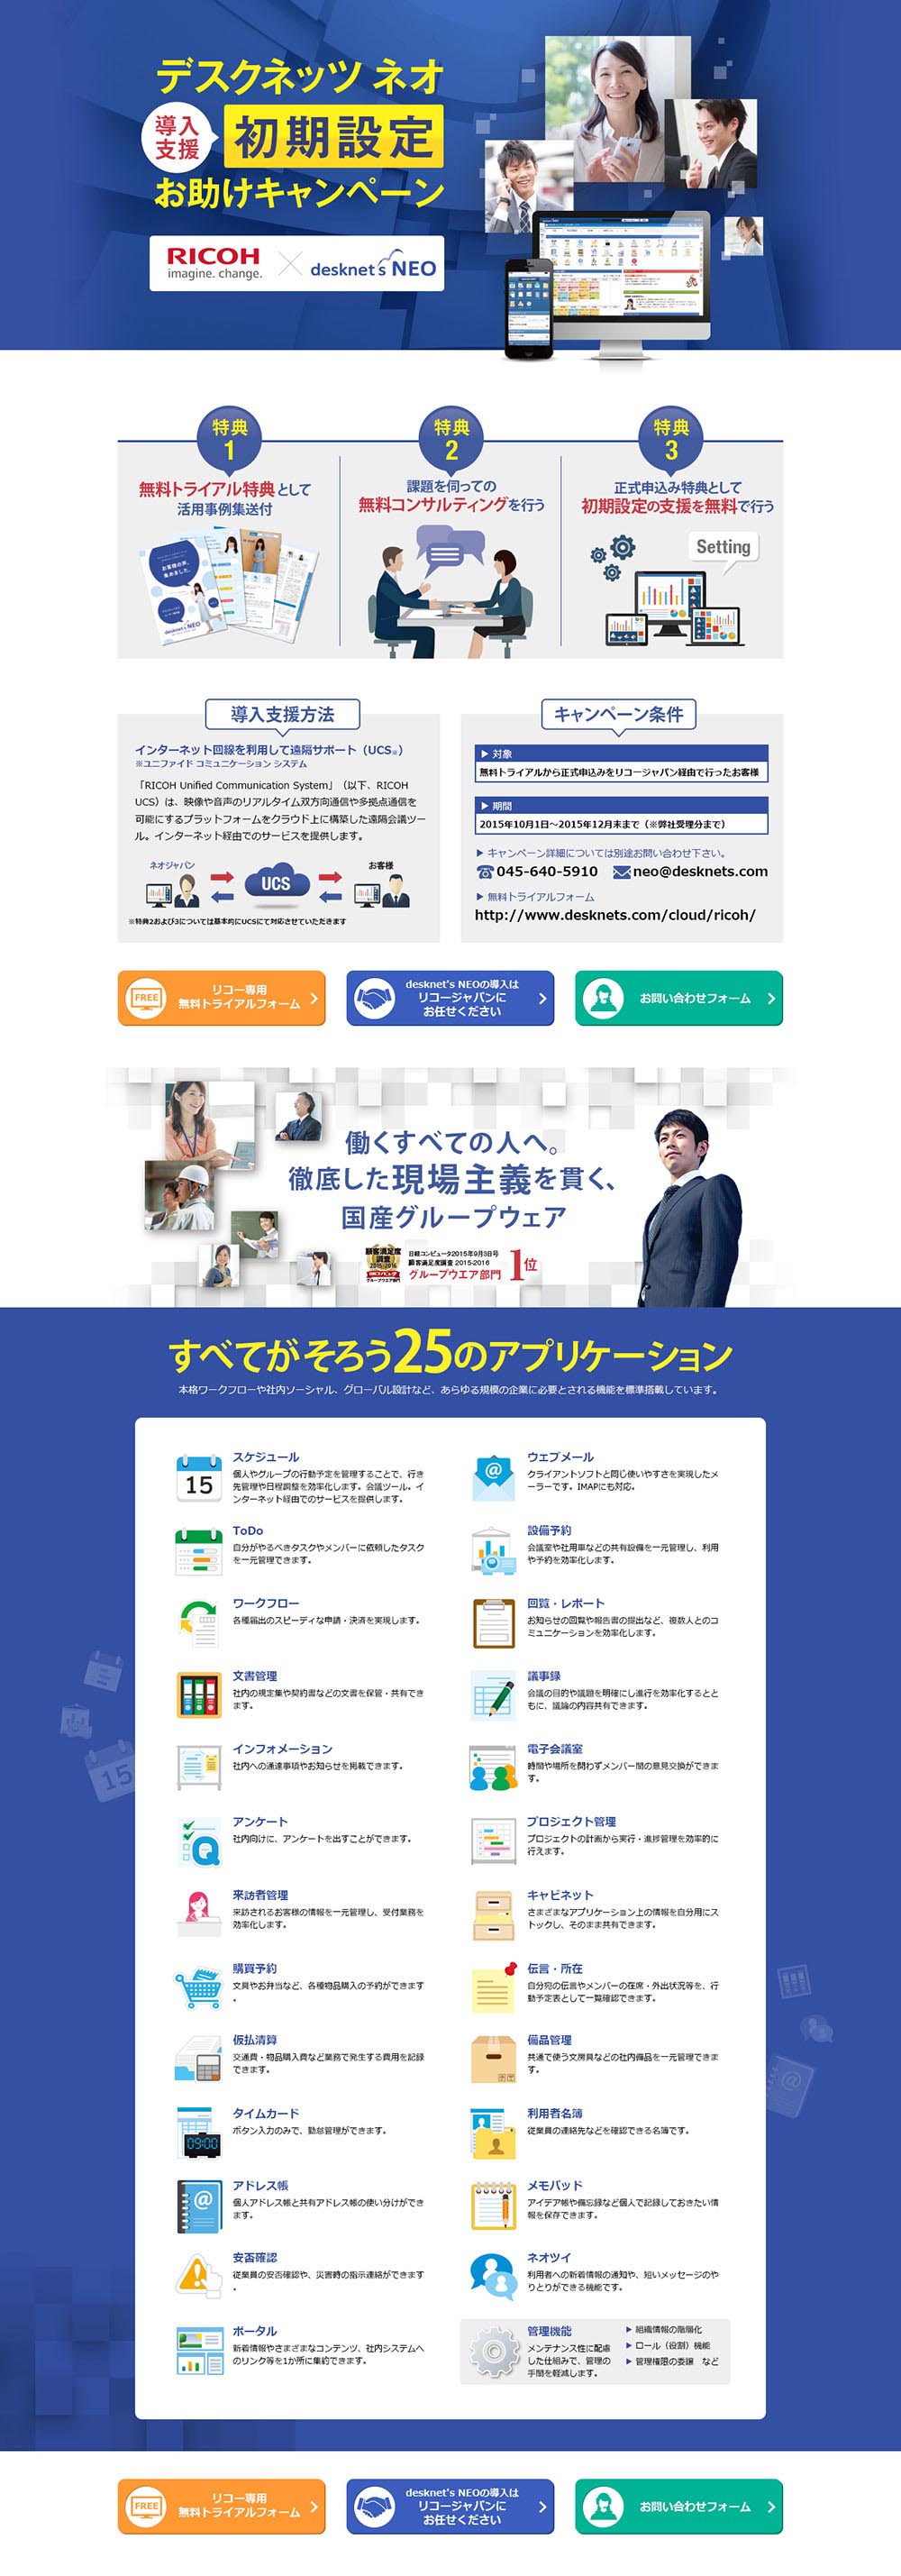 デスクネッツ ネオ
導入
支援
初期設定
お助けキャンペーン
RICOH
imagine. change.
desknet's NEO
特典
1
無料トライアル特典として
活用事例集送付
お客様の声、
集めました。
desknet's NEO
特典
2
課題を伺っての
無料コンサルティングを行う
特典
3
正式申込み特典として
初期設定の支援を無料で行う
Setting
導入支援方法
インターネット回線を利用して遠隔サポート（UCS※）
※ユニファイド コミュニケーション システム
「RICOH Unified Communication System」（以下、RICOH
UCS）は、映像や音声のリアルタイム双方向通信や多拠点通信を
可能にするプラットフォームをクラウド上に構築した遠隔会議ツー
ル。インターネット経由でのサービスを提供します。
ネオジャパン
UCS
お客様
※特典2および3については基本的にUCSにて対応させていただきます
キャンペーン条件
▶ 対象
無料トライアルから正式申込みをリコージャパン経由で行ったお客様
▶ 期間
2015年10月1日～2015年12月末まで（※弊社受理分まで）
▶ キャンペーン詳細については別途お問い合わせ下さい。
045-640-5910 neo@desknets.com
▶ 無料トライアルフォーム
http://www.desknets.com/cloud/ricoh/
FREE
リコー専用
無料トライアルフォーム
desknet's NEOの導入は
リコージャパンに
お任せください
お問い合わせフォーム
働くすべての人へ。
徹底した現場主義を貫く、
国産グループウェア
顧客満足度
調査
2015-2016
グループウエア部門
日経コンピュータ2015年9月3日号
顧客満足度調査 2015-2016
グループウエア部門
1位
すべてがそろう25のアプリケーション
本格ワークフローや社内ソーシャル、グローバル設計など、あらゆる規模の企業に必要とされる機能を標準搭載しています。
15
スケジュール
個人やグループの行動予定を管理することで、行き
先管理や日程調整を効率化します。会議ツール。イ
ンターネット経由でのサービスを提供します。
@
ウェブメール
クライアントソフトと同じ使いやすさを実現したメ
ーラーです。IMAPにも対応。
ToDo
自分がやるべきタスクやメンバーに依頼したタスク
を一元管理できます。
設備予約
会議室や社用車などの共有設備を一元管理し、利用
や予約を効率化します。
ワークフロー
各種届出のスピーディな申請・決済を実現します。
回覧・レポート
お知らせの回覧や報告書の提出など、複数人とのコ
ミュニケーションを効率化します。
文書管理
社内の規定集や契約書などの文書を保管・共有でき
ます。
議事録
会議の目的や議題を明確にし進行を効率化するとと
もに、議論の内容共有できます。
インフォメーション
社内への通達事項やお知らせを掲載できます。
電子会議室
時間や場所を問わずメンバー間の意見交換ができま
す。
Q
アンケート
社内向けに、アンケートを出すことができます。
プロジェクト管理
プロジェクトの計画から実行・進捗管理を効率的に
行えます。
来訪者管理
来訪されるお客様の情報を一元管理し、受付業務を
効率化します。
キャビネット
さまざまなアプリケーション上の情報を自分用にス
トックし、そのまま共有できます。
購買予約
文具やお弁当など、各種物品購入の予約ができます
。
伝言・所在
自分宛の伝言やメンバーの在席・外出状況等を、行
動予定表として一覧確認できます。
仮払清算
交通費・物品購入費など業務で発生する費用を記録
できます。
備品管理
共通で使う文房具などの社内備品を一元管理できま
す。
09:00
タイムカード
ボタン入力のみで、勤怠管理ができます。
利用者名簿
従業員の連絡先などを確認できる名簿です。
@
アドレス帳
個人アドレス帳と共有アドレス帳の使い分けができ
ます。
メモパッド
アイデア帳や備忘録など個人で記録しておきたい情
報を保存できます。
安否確認
従業員の安否確認や、災害時の指示連絡ができます
。
ネオツイ
利用者への新着情報の通知や、短いメッセージのや
りとりができる機能です。
ポータル
新着情報やさまざまなコンテンツ、社内システムへ
のリンク等を1か所に集約できます。
管理機能
メンテナンス性に配慮
した仕組みで、管理の
手間を軽減します。
▶ 組織情報の階層化
▶ ロール（役割）機能
▶ 管理権限の委譲　など
15
@
FREE
リコー専用
無料トライアルフォーム
desknet's NEOの導入は
リコージャパンに
お任せください
お問い合わせフォーム